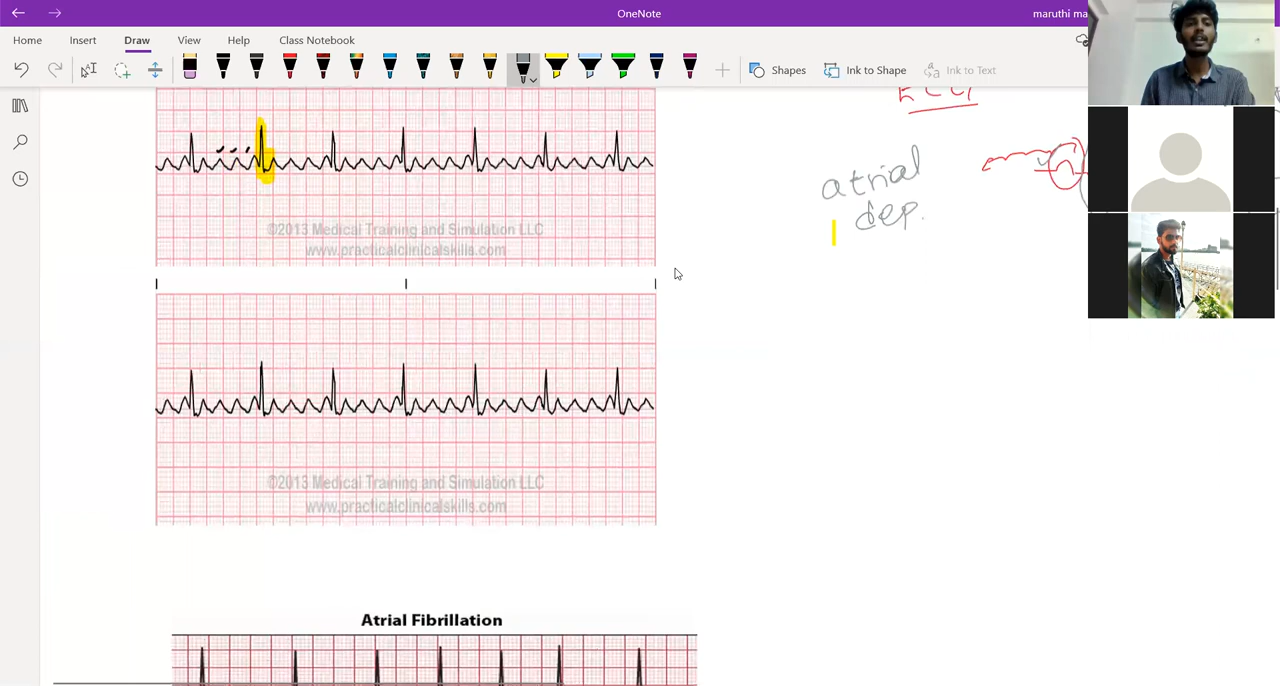 OneNote
maruthi ma
Home Insert Draw View Help Class Notebook
Shapes Ink to Shape Ink to Text
ECG
atrial
dep.
©2013 Medical Training and Simulation LLC
www.practicalclinicalskills.com
©2013 Medical Training and Simulation LLC
www.practicalclinicalskills.com
Atrial Fibrillation